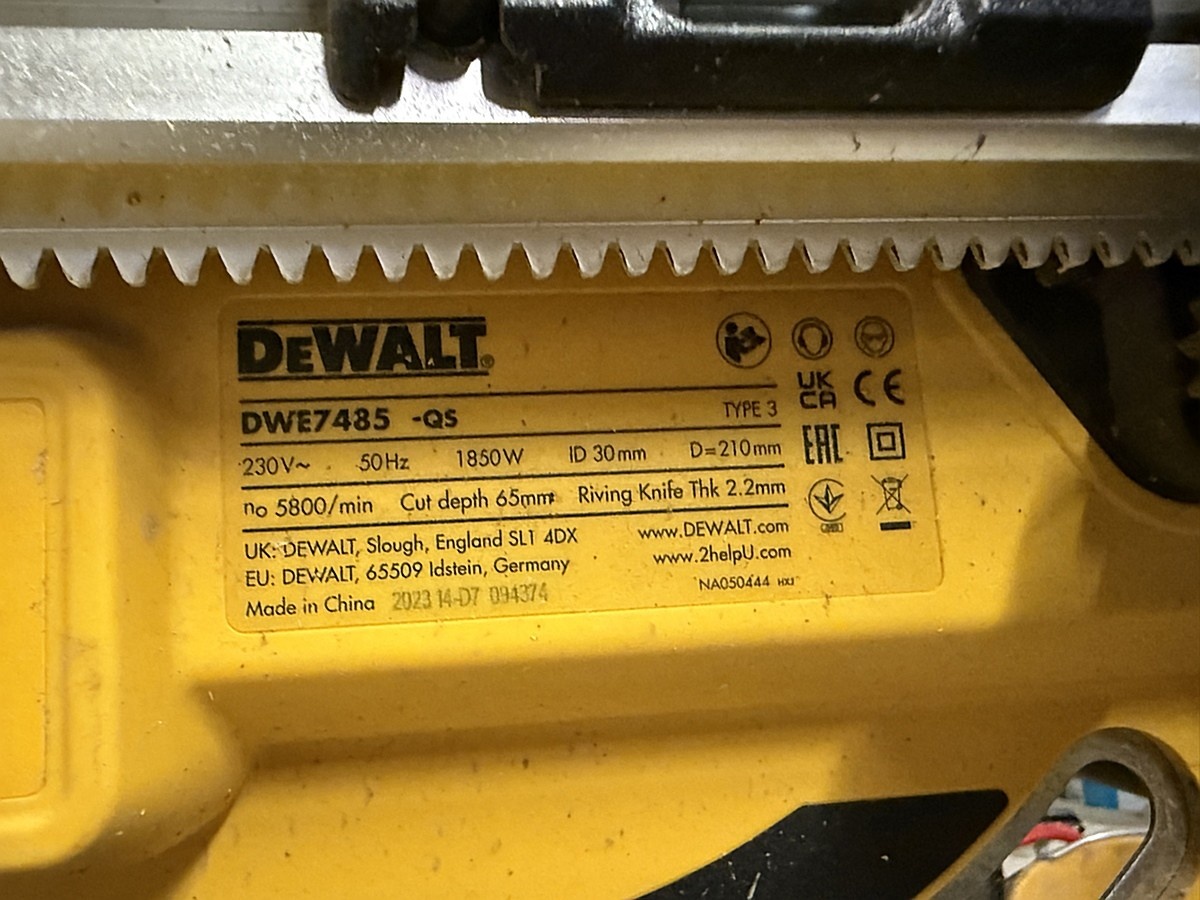 DEWALT®
DWE7485 -QS TYPE 3
230V~ 50Hz 1850W ID 30mm D=210mm
no 5800/min Cut depth 65mm Riving Knife Thk 2.2mm
UK: DEWALT, Slough, England SL1 4DX www.DEWALT.com
EU: DEWALT, 65509 Idstein, Germany www.2helpU.com
Made in China 2023 14-D7 094374 NA050444
UK
CA CE
EAC